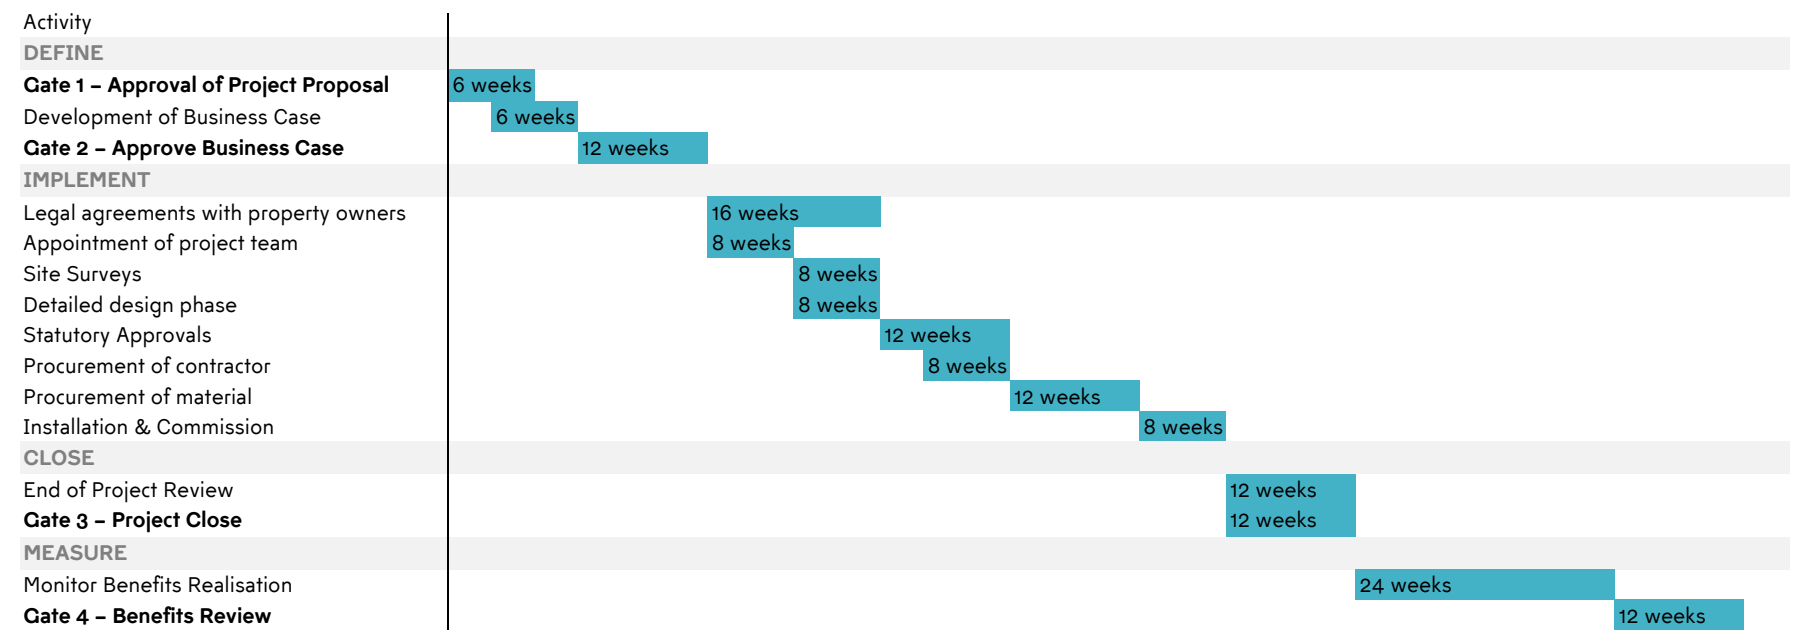 Activity
DEFINE
Gate 1 – Approval of Project Proposal 6 weeks
Development of Business Case 6 weeks
Gate 2 – Approve Business Case 12 weeks
IMPLEMENT
Legal agreements with property owners 16 weeks
Appointment of project team 8 weeks
Site Surveys 8 weeks
Detailed design phase 8 weeks
Statutory Approvals 12 weeks
Procurement of contractor 8 weeks
Procurement of material 12 weeks
Installation & Commission 8 weeks
CLOSE
End of Project Review 12 weeks
Gate 3 – Project Close 12 weeks
MEASURE
Monitor Benefits Realisation 24 weeks
Gate 4 – Benefits Review 12 weeks